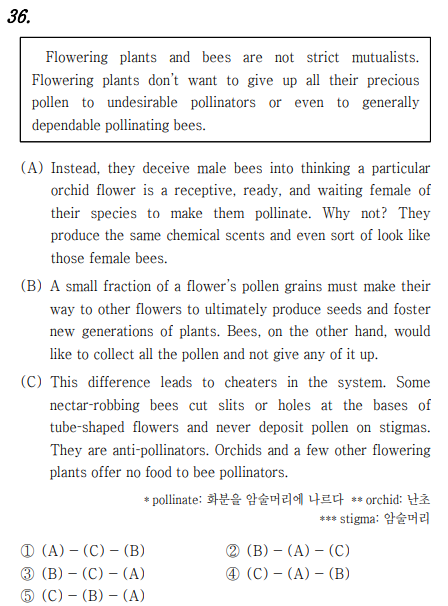 36.
Flowering plants and bees are not strict mutualists.
Flowering plants don't want to give up all their precious
pollen to undesirable pollinators or even to generally
dependable pollinating bees.
(A) Instead, they deceive male bees into thinking a particular
orchid flower is a receptive, ready, and waiting female of
their species to make them pollinate. Why not? They
produce the same chemical scents and even sort of look like
those female bees.
(B) A small fraction of a flower's pollen grains must make their
way to other flowers to ultimately produce seeds and foster
new generations of plants. Bees, on the other hand, would
like to collect all the pollen and not give any of it up.
(C) This difference leads to cheaters in the system. Some
nectar-robbing bees cut slits or holes at the bases of
tube-shaped flowers and never deposit pollen on stigmas.
They are anti-pollinators. Orchids and a few other flowering
plants offer no food to bee pollinators.
* pollinate: 화분을 암술머리에 나르다 ** orchid: 난초
*** stigma: 암술머리
① (A) － (C) － (B) ② (B) － (A) － (C)
③ (B) － (C) － (A) ④ (C) － (A) － (B)
⑤ (C) － (B) － (A)